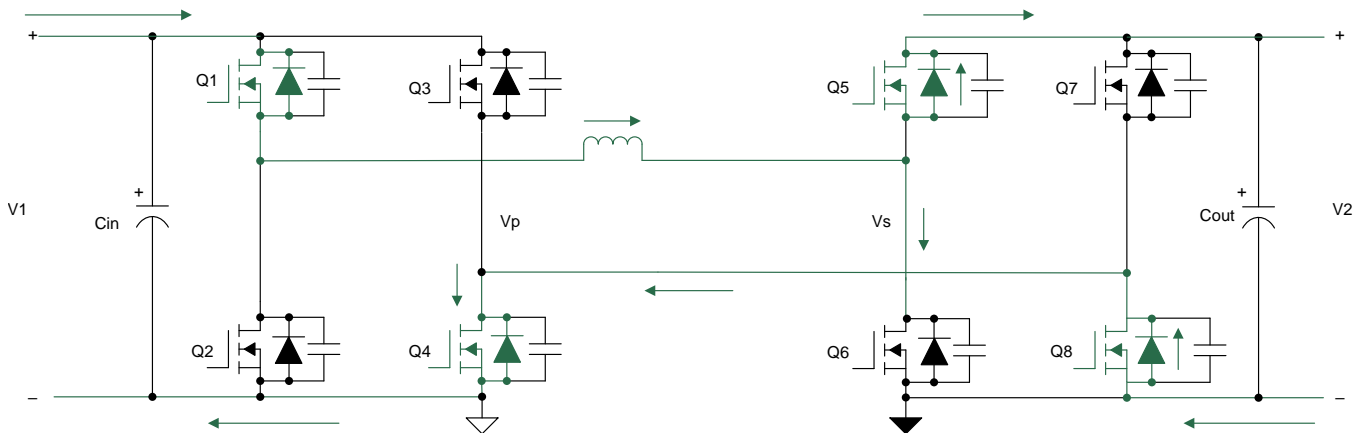 +
Q1
Q3
Q5
Q7
+
V1
+
Cin
Vp
Vs
+
Cout
V2
Q2
Q4
Q6
Q8
–
–